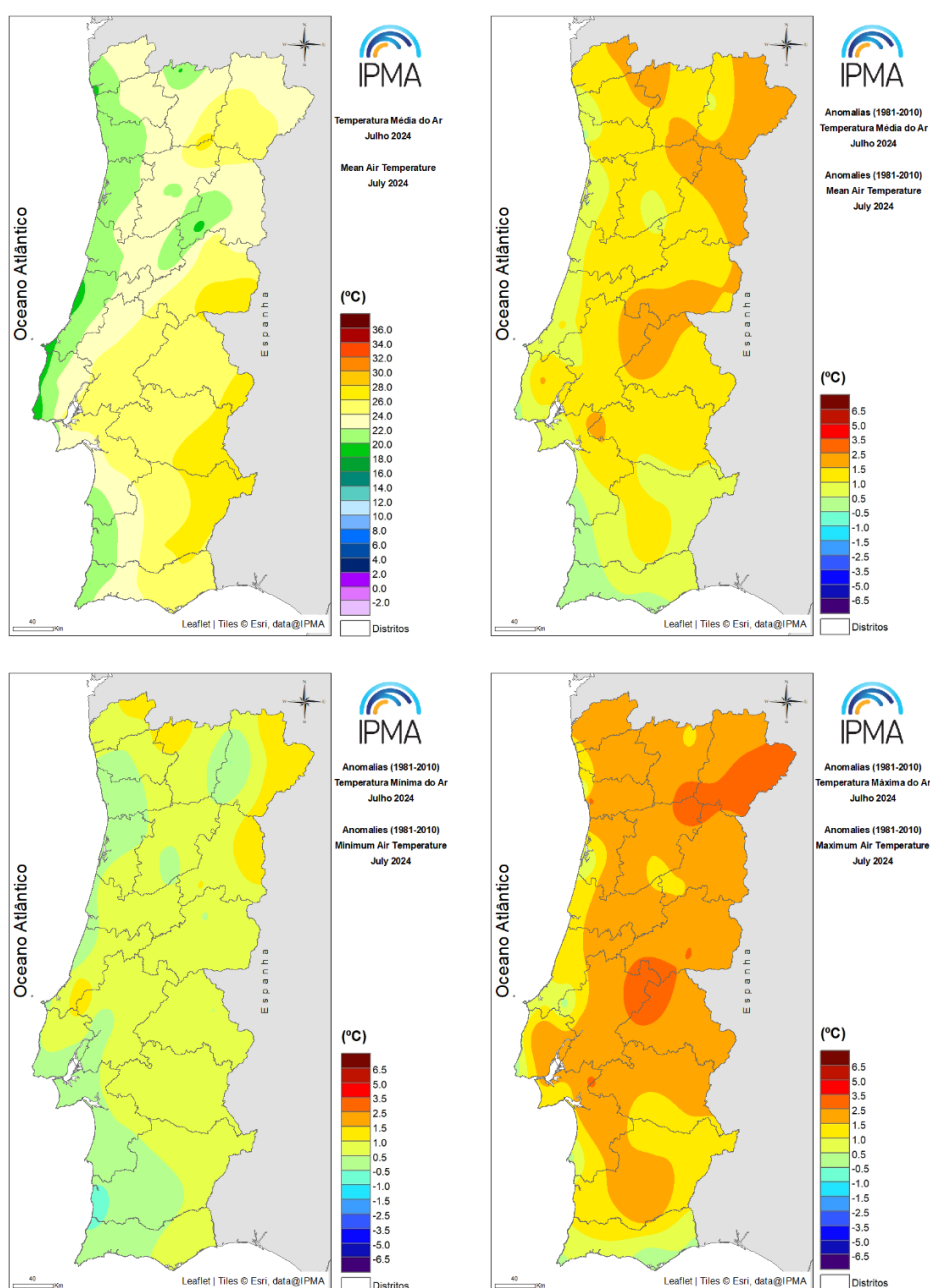 IPMA
Temperatura Média do Ar
Julho 2024
Mean Air Temperature
July 2024
Oceano Atlântico
Espanha
(ºC)
36.0
34.0
32.0
30.0
28.0
26.0
24.0
22.0
20.0
18.0
16.0
14.0
12.0
10.0
8.0
6.0
4.0
2.0
0.0
-2.0
Distritos
40
Km
Leaflet | Tiles © Esri, data@IPMA
IPMA
Anomalias (1981-2010)
Temperatura Média do Ar
Julho 2024
Anomalies (1981-2010)
Mean Air Temperature
July 2024
Oceano Atlântico
Espanha
(ºC)
6.5
5.0
3.5
2.5
1.5
1.0
0.5
-0.5
-1.0
-1.5
-2.5
-3.5
-5.0
-6.5
Distritos
40
Km
Leaflet | Tiles © Esri, data@IPMA
IPMA
Anomalias (1981-2010)
Temperatura Mínima do Ar
Julho 2024
Anomalies (1981-2010)
Minimum Air Temperature
July 2024
Oceano Atlântico
Espanha
(ºC)
6.5
5.0
3.5
2.5
1.5
1.0
0.5
-0.5
-1.0
-1.5
-2.5
-3.5
-5.0
-6.5
Distritos
40
Km
Leaflet | Tiles © Esri, data@IPMA
IPMA
Anomalias (1981-2010)
Temperatura Máxima do Ar
Julho 2024
Anomalies (1981-2010)
Maximum Air Temperature
July 2024
Oceano Atlântico
Espanha
(ºC)
6.5
5.0
3.5
2.5
1.5
1.0
0.5
-0.5
-1.0
-1.5
-2.5
-3.5
-5.0
-6.5
Distritos
40
Km
Leaflet | Tiles © Esri, data@IPMA